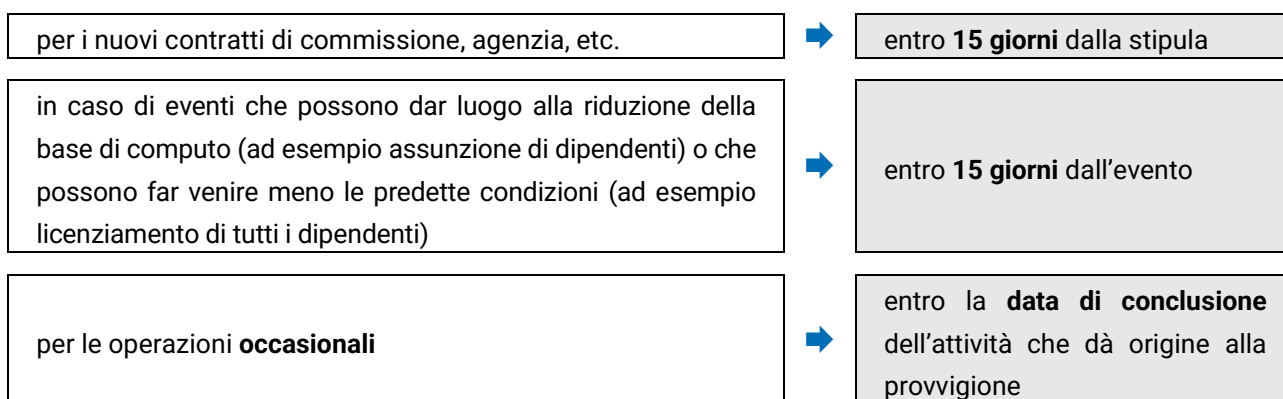 per i nuovi contratti di commissione, agenzia, etc.
entro 15 giorni dalla stipula
in caso di eventi che possono dar luogo alla riduzione della
base di computo (ad esempio assunzione di dipendenti) o che
possono far venire meno le predette condizioni (ad esempio
licenziamento di tutti i dipendenti)
entro 15 giorni dall’evento
per le operazioni occasionali
entro la data di conclusione
dell’attività che dà origine alla
provvigione